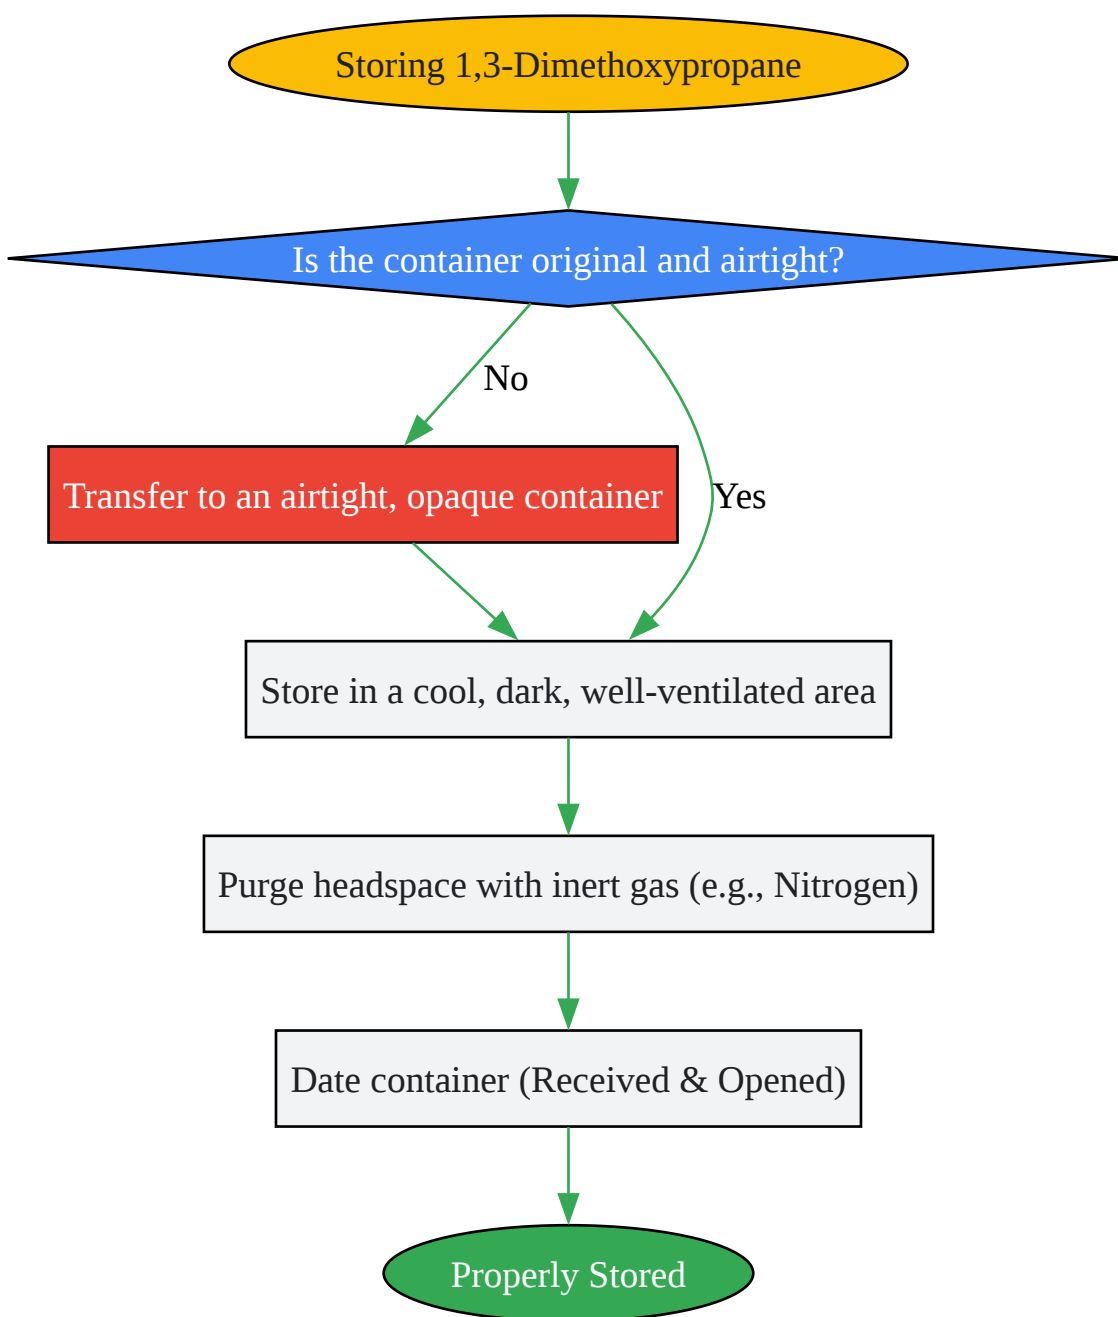 Storing 1,3-Dimethoxypropane
Is the container original and airtight?
No
Transfer to an airtight, opaque container
Yes
Store in a cool, dark, well-ventilated area
Purge headspace with inert gas (e.g., Nitrogen)
Date container (Received & Opened)
Properly Stored